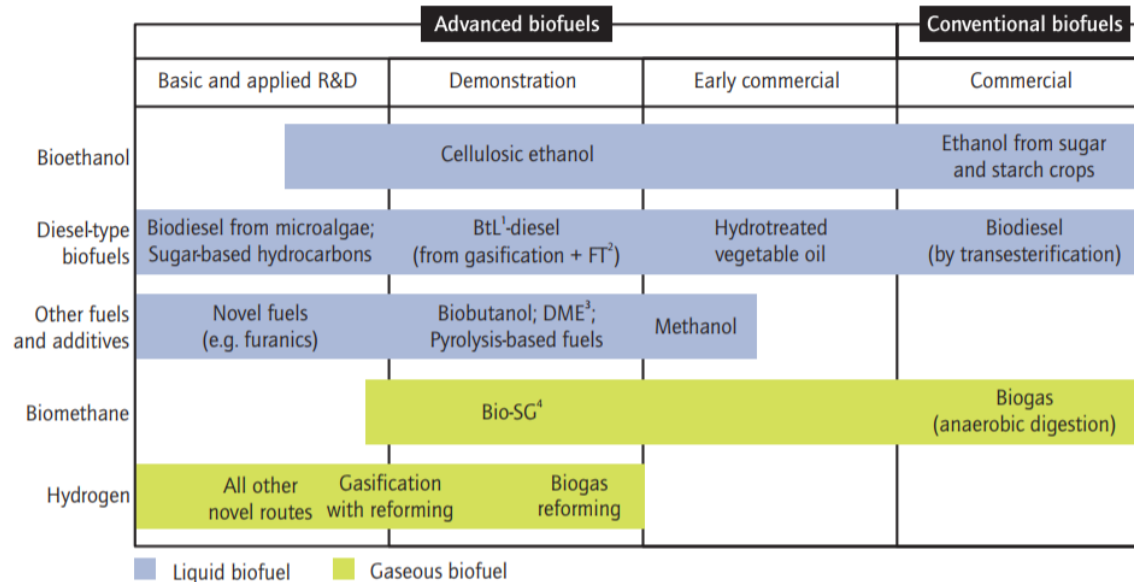 Advanced biofuels
Conventional biofuels
Basic and applied R&D
Demonstration
Early commercial
Commercial
Bioethanol
Cellulosic ethanol
Ethanol from sugar
and starch crops
Diesel-type
biofuels
Biodiesel from microalgae;
Sugar-based hydrocarbons
BtL¹-diesel
(from gasification + FT²)
Hydrotreated
vegetable oil
Biodiesel
(by transesterification)
Other fuels
and additives
Novel fuels
(e.g. furanics)
Biobutanol; DME³;
Pyrolysis-based fuels
Methanol
Biomethane
Bio-SG⁴
Biogas
(anaerobic digestion)
Hydrogen
All other
novel routes
Gasification
with reforming
Biogas
reforming
Liquid biofuel
Gaseous biofuel